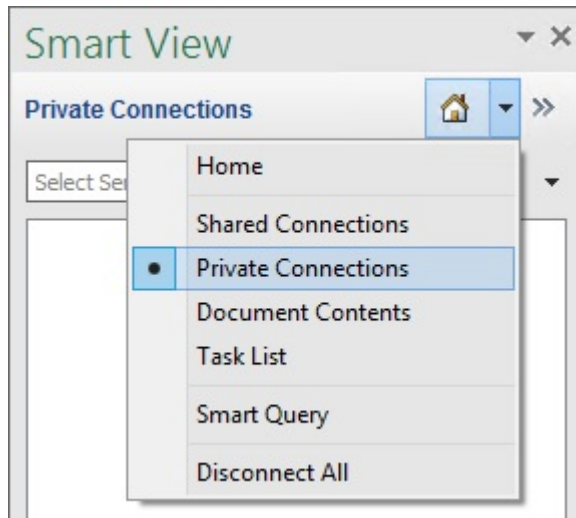 Smart View
Private Connections
Select Ser
Home
Shared Connections
Private Connections
Document Contents
Task List
Smart Query
Disconnect All